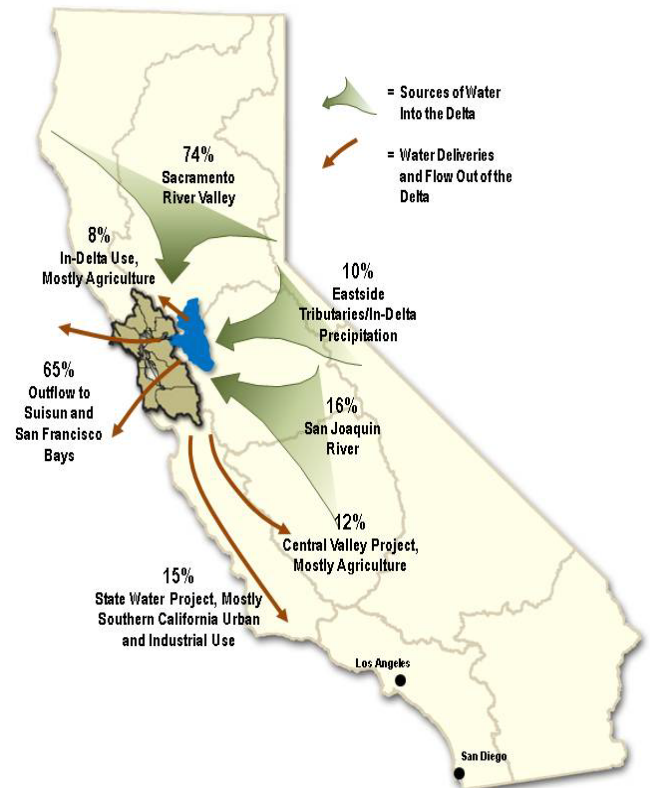 = Sources of Water
Into the Delta
= Water Deliveries
and Flow Out of the
Delta
74%
Sacramento
River Valley
8%
In-Delta Use,
Mostly Agriculture
10%
Eastside
Tributaries/In-Delta
Precipitation
65%
Outflow to
Suisun and
San Francisco
Bays
16%
San Joaquin
River
12%
Central Valley Project,
Mostly Agriculture
15%
State Water Project, Mostly
Southern California Urban
and Industrial Use
Los Angeles
San Diego